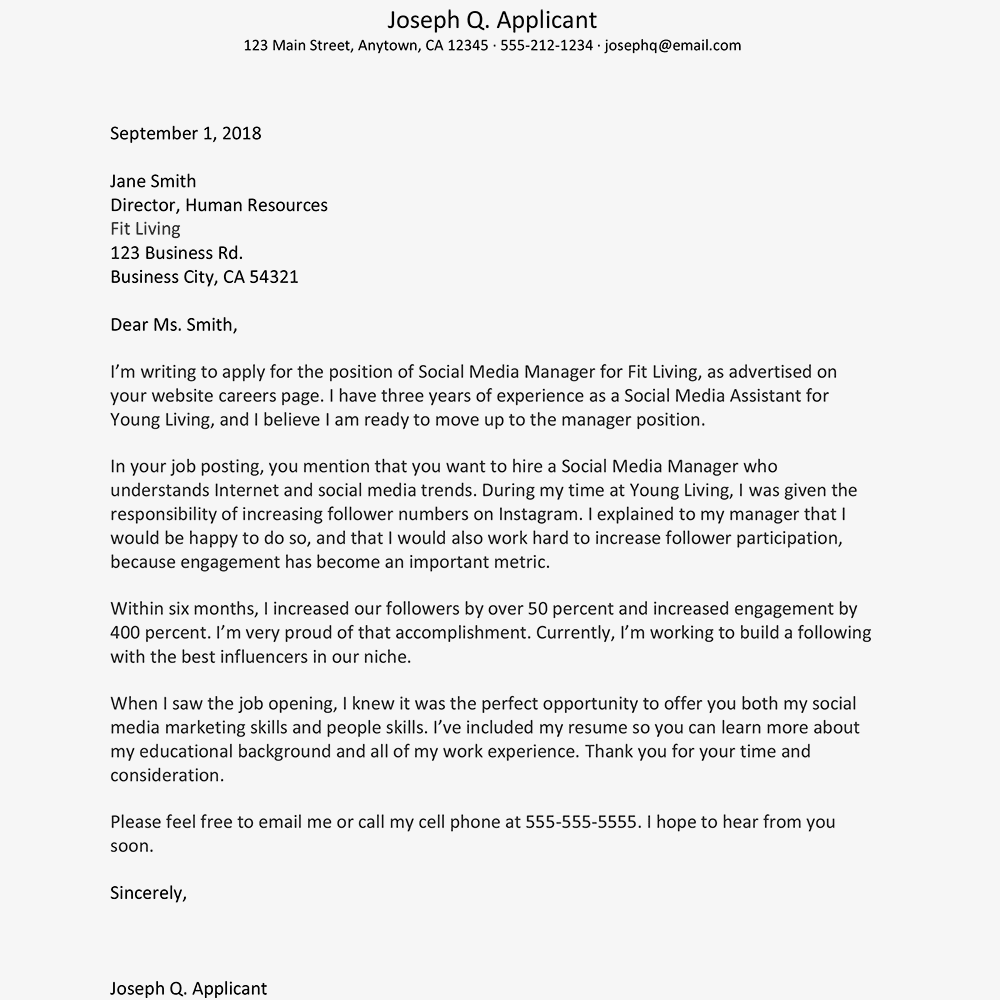 Joseph Q. Applicant
123 Main Street, Anytown, CA 12345 · 555-212-1234 · josephq@email.com
September 1, 2018
Jane Smith
Director, Human Resources
Fit Living
123 Business Rd.
Business City, CA 54321
Dear Ms. Smith,
I’m writing to apply for the position of Social Media Manager for Fit Living, as advertised on
your website careers page. I have three years of experience as a Social Media Assistant for
Young Living, and I believe I am ready to move up to the manager position.
In your job posting, you mention that you want to hire a Social Media Manager who
understands Internet and social media trends. During my time at Young Living, I was given the
responsibility of increasing follower numbers on Instagram. I explained to my manager that I
would be happy to do so, and that I would also work hard to increase follower participation,
because engagement has become an important metric.
Within six months, I increased our followers by over 50 percent and increased engagement by
400 percent. I’m very proud of that accomplishment. Currently, I’m working to build a following
with the best influencers in our niche.
When I saw the job opening, I knew it was the perfect opportunity to offer you both my social
media marketing skills and people skills. I’ve included my resume so you can learn more about
my educational background and all of my work experience. Thank you for your time and
consideration.
Please feel free to email me or call my cell phone at 555-555-5555. I hope to hear from you
soon.
Sincerely,
Joseph Q. Applicant